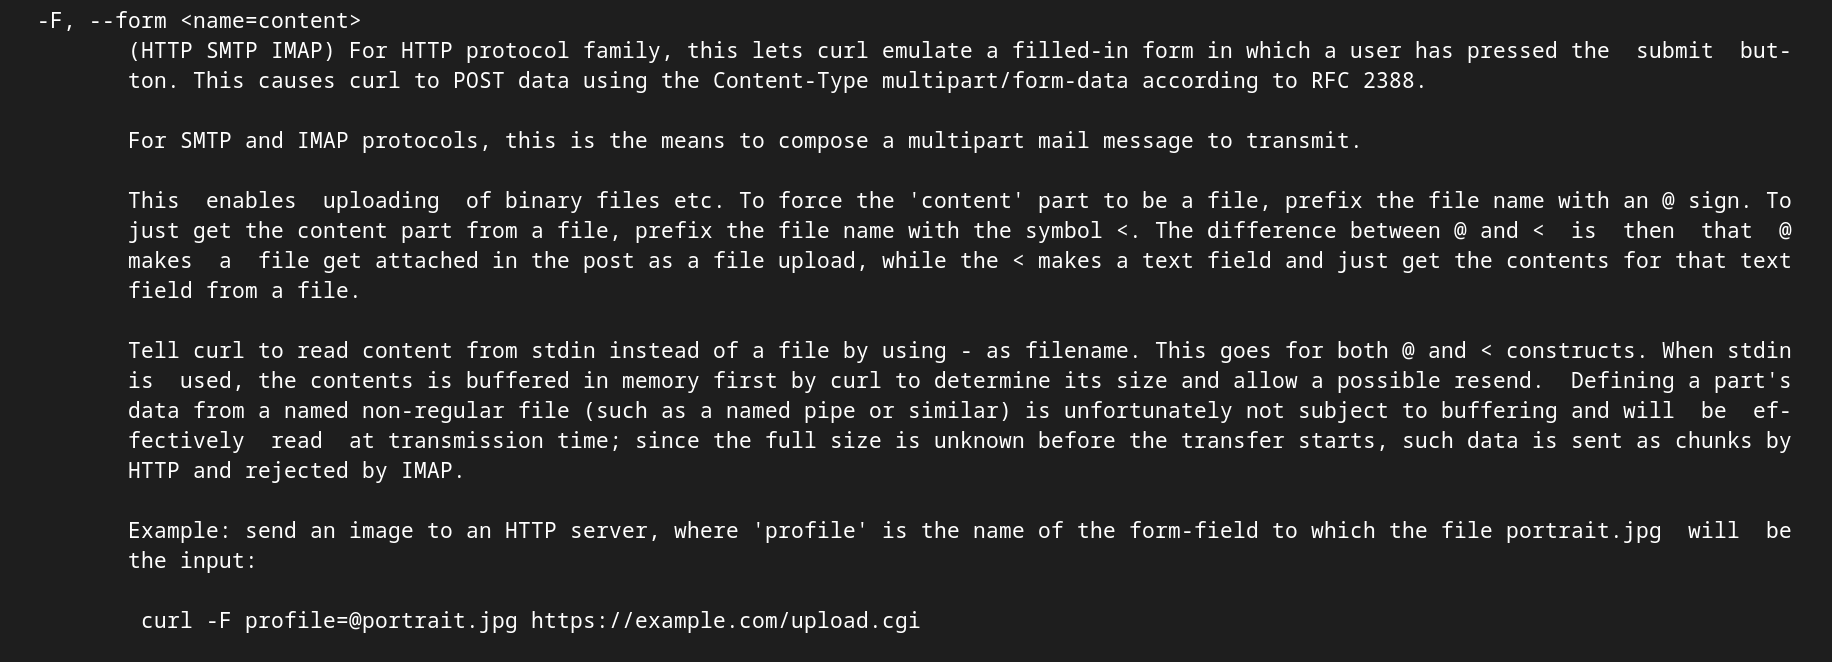 -F, --form <name=content>
(HTTP SMTP IMAP) For HTTP protocol family, this lets curl emulate a filled-in form in which a user has pressed the  submit  but-
ton. This causes curl to POST data using the Content-Type multipart/form-data according to RFC 2388.
For SMTP and IMAP protocols, this is the means to compose a multipart mail message to transmit.
This  enables  uploading  of binary files etc. To force the 'content' part to be a file, prefix the file name with an @ sign. To
just get the content part from a file, prefix the file name with the symbol <. The difference between @ and <  is  then  that  @
makes  a  file get attached in the post as a file upload, while the < makes a text field and just get the contents for that text
field from a file.
Tell curl to read content from stdin instead of a file by using - as filename. This goes for both @ and < constructs. When stdin
is  used, the contents is buffered in memory first by curl to determine its size and allow a possible resend.  Defining a part's
data from a named non-regular file (such as a named pipe or similar) is unfortunately not subject to buffering and will  be  ef-
fectively  read  at transmission time; since the full size is unknown before the transfer starts, such data is sent as chunks by
HTTP and rejected by IMAP.
Example: send an image to an HTTP server, where 'profile' is the name of the form-field to which the file portrait.jpg  will  be
the input:
curl -F profile=@portrait.jpg https://example.com/upload.cgi